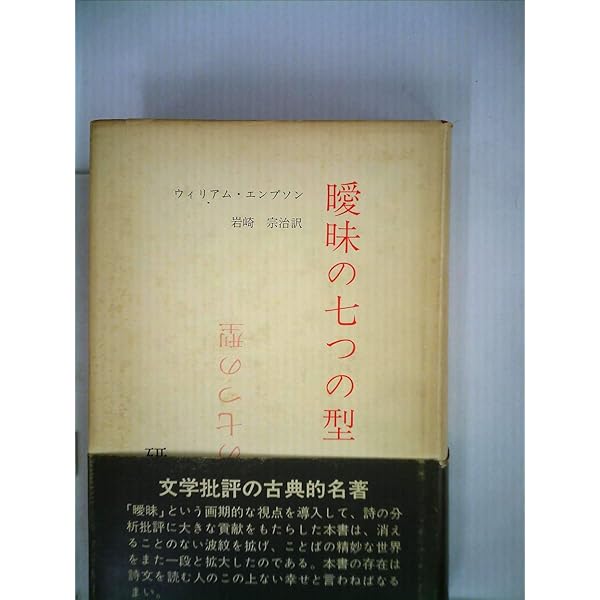 曖昧の七つの型
ウィリアム・エンプソン
岩崎 宗治訳
の七つの型
文学批評の古典的名著
「曖昧」という画期的な視点を導入して、詩の分
析批評に大きな貢献をもたらした本書は、消え
ることのない波紋を拡げ、ことばの精妙な世界
をまた一段と拡大したのである。本書の存在は
詩文を読む人のこの上ない幸せと言わねばなる
まい。